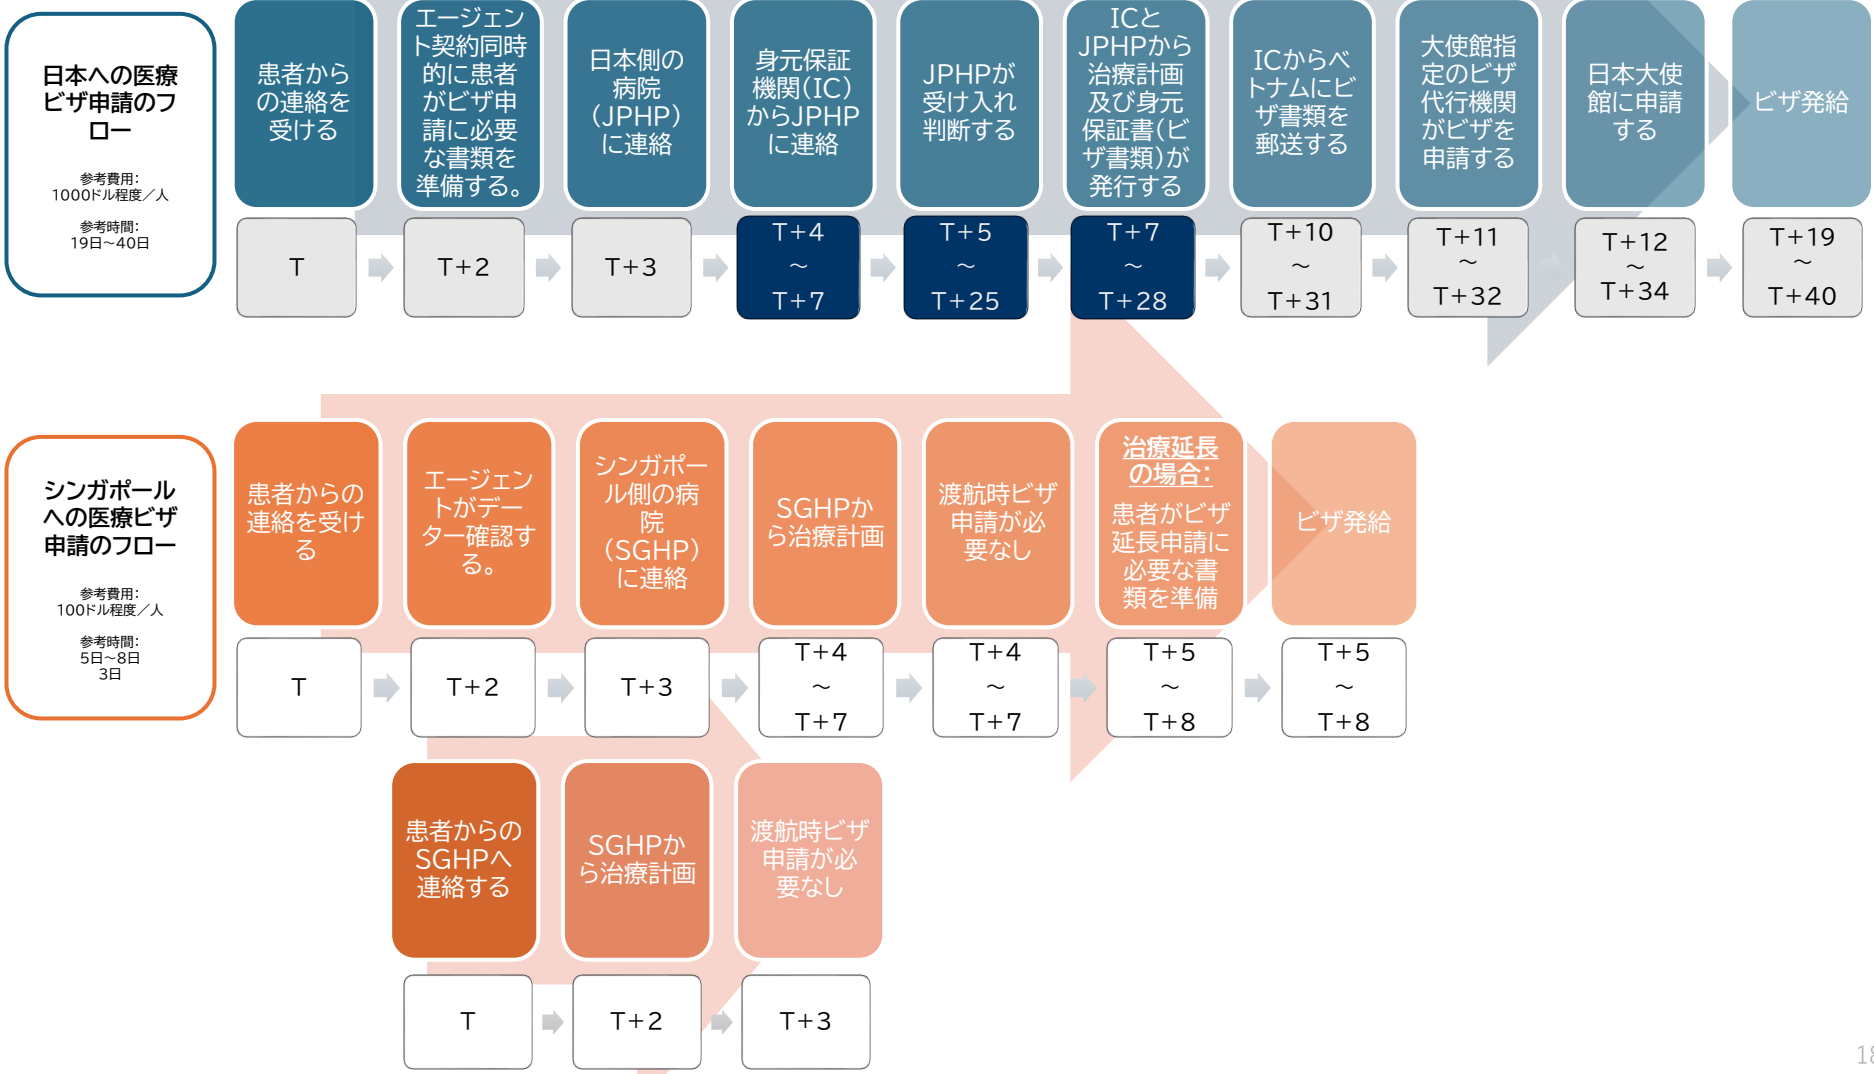 日本への医療
ビザ申請のフ
ロー
参考費用：
1000ドル程度／人
参考時間：
19日～40日
患者から
の連絡を
受ける
エージェン
ト契約同時
的に患者
がビザ申
請に必要
な書類を
準備する。
日本側の
病院
（JPHP）
に連絡
身元保証
機関（IC）
からJPHP
に連絡
JPHPが
受け入れ
判断する
ICと
JPHPから
治療計画
及び身元
保証書（ビ
ザ書類）が
発行する
ICからベ
トナムにビ
ザ書類を
郵送する
大使館指
定のビザ
代行機関
がビザを
申請する
日本大使
館に申請
する
ビザ発給
T
T+2
T+3
T+4
～
T+7
T+5
～
T+25
T+7
～
T+28
T+10
～
T+31
T+11
～
T+32
T+12
～
T+34
T+19
～
T+40
シンガポール
への医療ビザ
申請のフロー
参考費用：
100ドル程度／人
参考時間：
5日～8日
3日
患者からの
連絡を受け
る
エージェン
トがデー
ター確認す
る。
シンガポー
ル側の病
院
（SGHP）
に連絡
SGHPか
ら治療計画
渡航時ビザ
申請が必
要なし
治療延長
の場合：
患者がビザ
延長申請に
必要な書
類を準備
ビザ発給
T
T+2
T+3
T+4
～
T+7
T+4
～
T+7
T+5
～
T+8
T+5
～
T+8
患者からの
SGHPへ
連絡する
SGHPか
ら治療計画
渡航時ビザ
申請が必
要なし
T
T+2
T+3
18